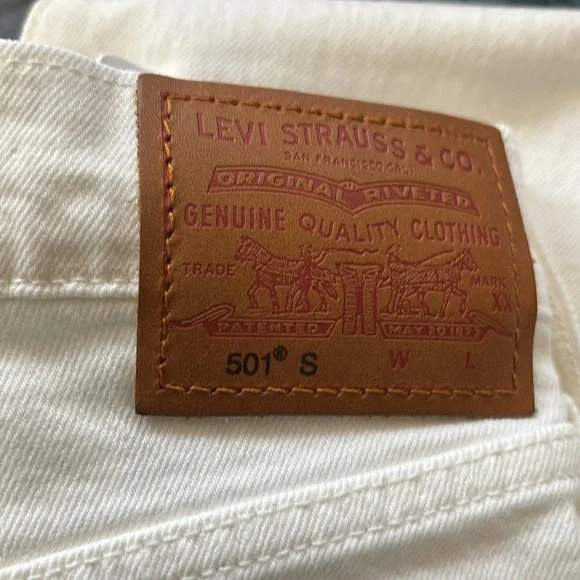 LEVI STRAUSS & CO.
SAN FRANCISCO, CAL.
ORIGINAL RIVETED
GENUINE QUALITY CLOTHING
TRADE MARK
XX
PATENTED MAY 20 1873
501® S W L